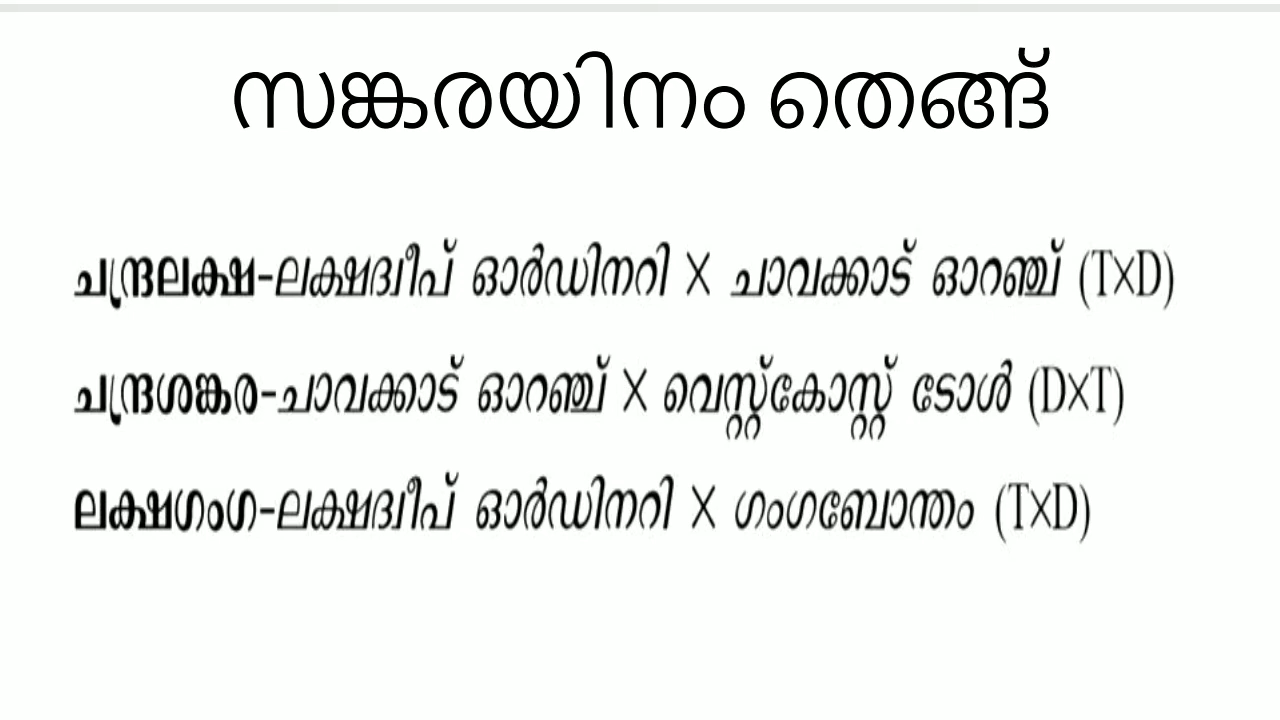 സങ്കരയിനം തെങ്ങ്
ചന്ദ്രലക്ഷ-ലക്ഷദ്വീപ് ഓർഡിനറി X ചാവക്കാട് ഓറഞ്ച് (TXD)
ചന്ദ്രശങ്കര-ചാവക്കാട് ഓറഞ്ച് X വെസ്റ്റ്കോസ്റ്റ് ടോൾ (DXT)
ലക്ഷഗംഗ-ലക്ഷദ്വീപ് ഓർഡിനറി X ഗംഗബോന്തം (TXD)